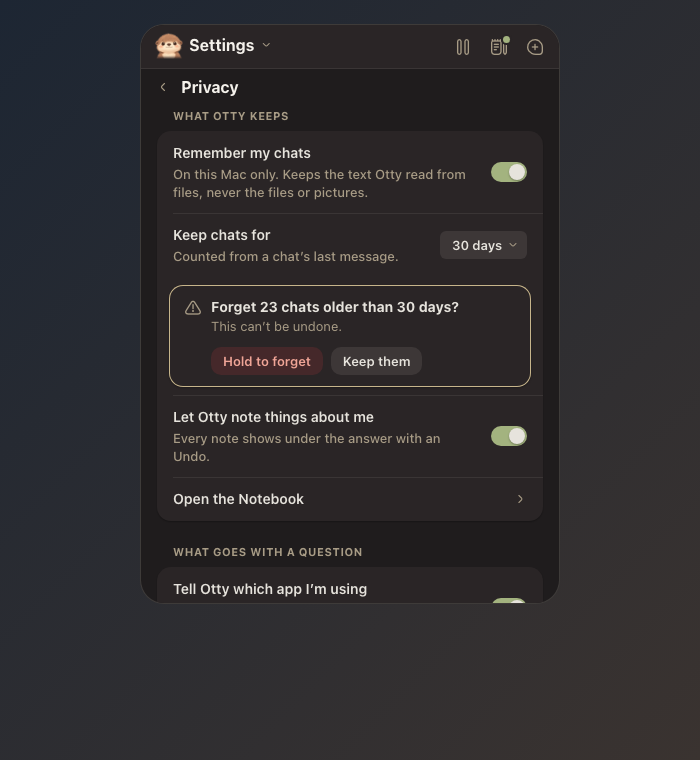 Settings
Privacy
WHAT OTTY KEEPS
Remember my chats
On this Mac only. Keeps the text Otty read from
files, never the files or pictures.
Keep chats for
30 days
Counted from a chat’s last message.
Forget 23 chats older than 30 days?
This can’t be undone.
Hold to forget
Keep them
Let Otty note things about me
Every note shows under the answer with an
Undo.
Open the Notebook
WHAT GOES WITH A QUESTION
Tell Otty which app I’m using